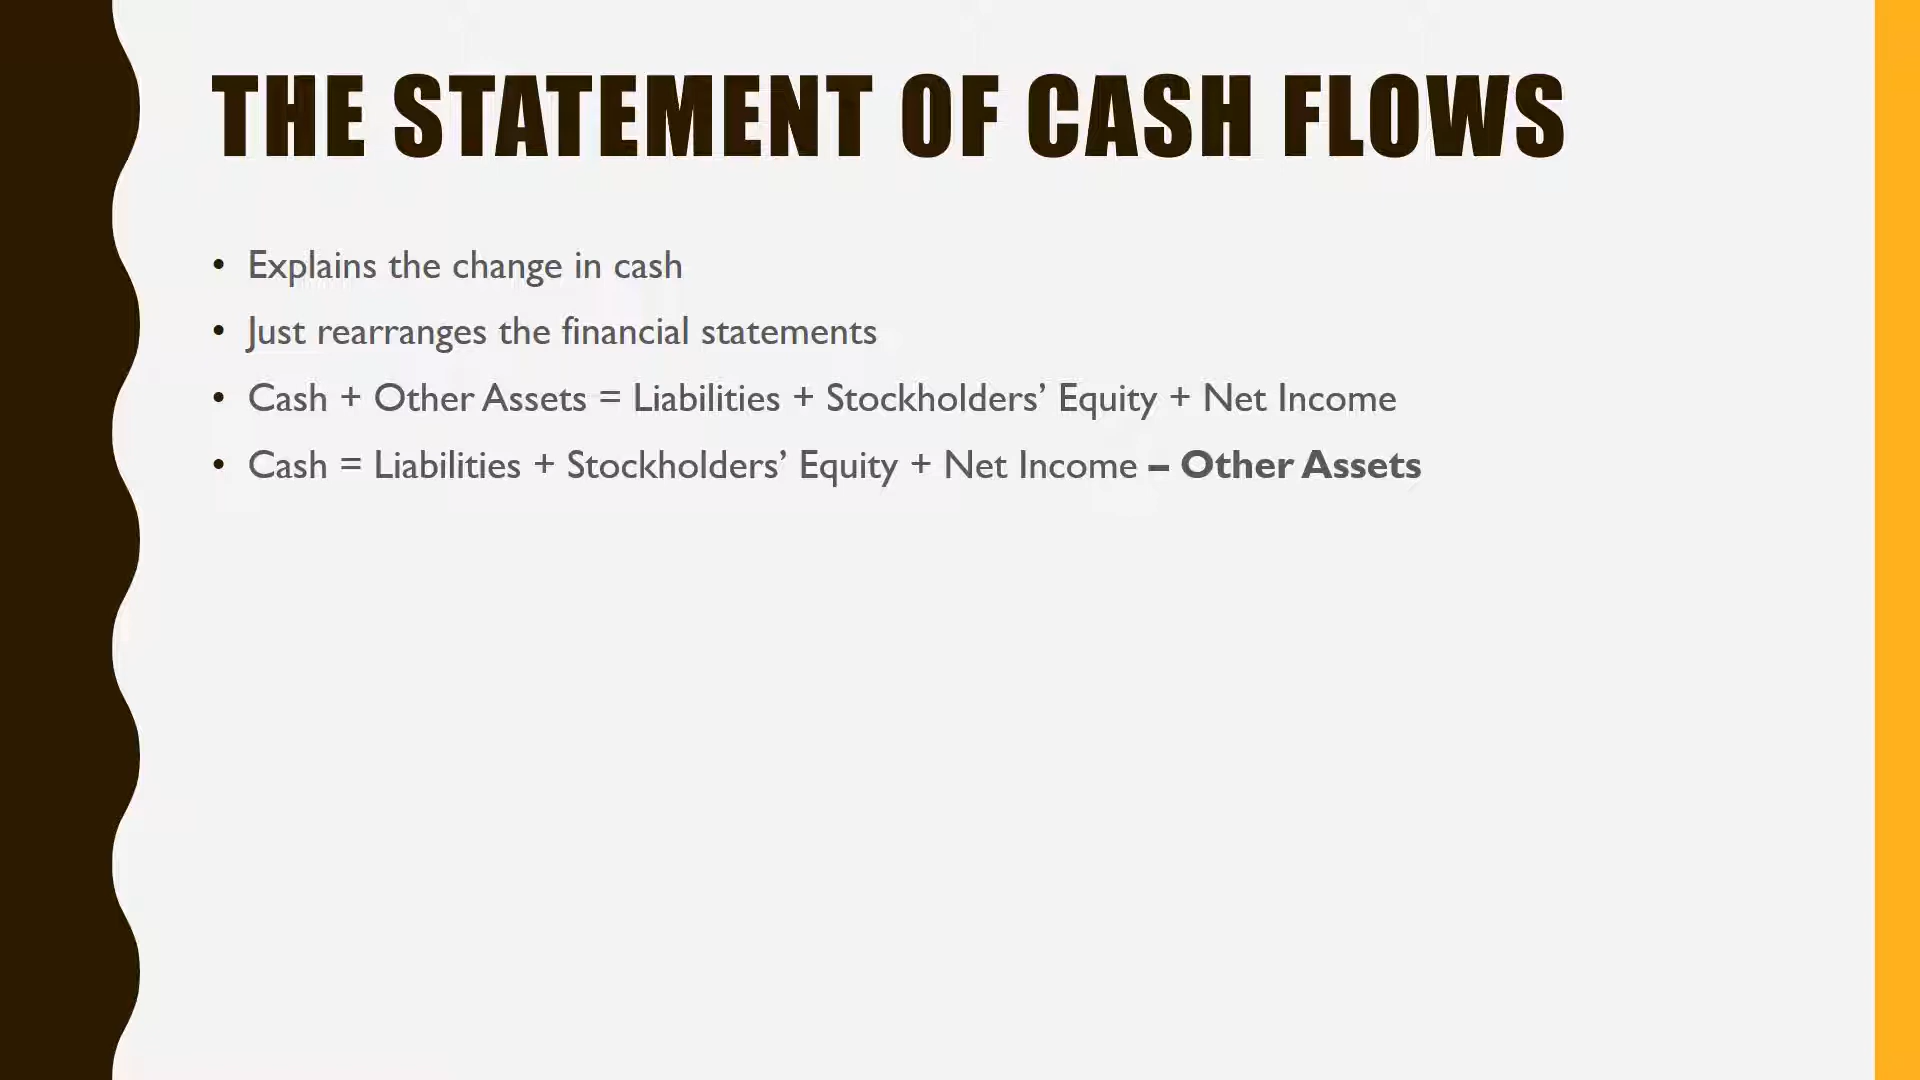 THE STATEMENT OF CASH FLOWS
• Explains the change in cash
• Just rearranges the financial statements
• Cash + Other Assets = Liabilities + Stockholders’ Equity + Net Income
• Cash = Liabilities + Stockholders’ Equity + Net Income – Other Assets